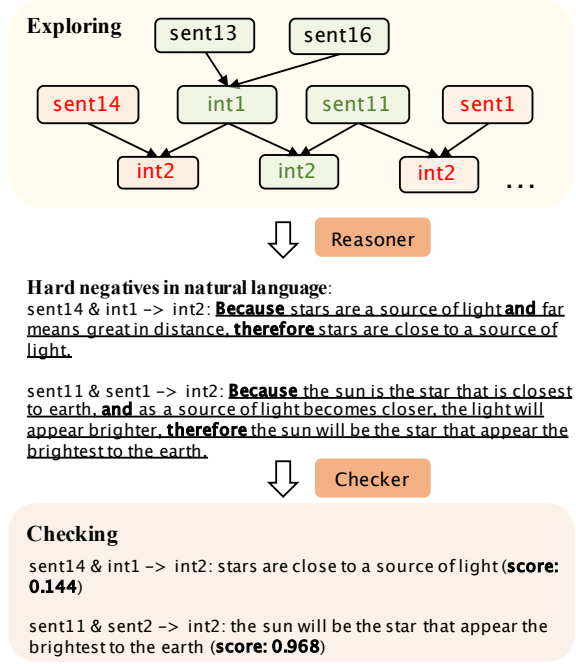 Exploring
sent13
sent16
sent14
int1
sent11
sent1
int2
int2
int2
...
Reasoner
Hard negatives in natural language:
sent14 & int1 -> int2: Because stars are a source of light and far
means great in distance, therefore stars are close to a source of
light.
sent11 & sent1 -> int2: Because the sun is the star that is closest
to earth, and as a source of light becomes closer, the light will
appear brighter, therefore the sun will be the star that appear the
brightest to the earth.
Checker
Checking
sent14 & int1 -> int2: stars are close to a source of light (score:
0.144)
sent11 & sent2 -> int2: the sun will be the star that appear the
brightest to the earth (score: 0.968)